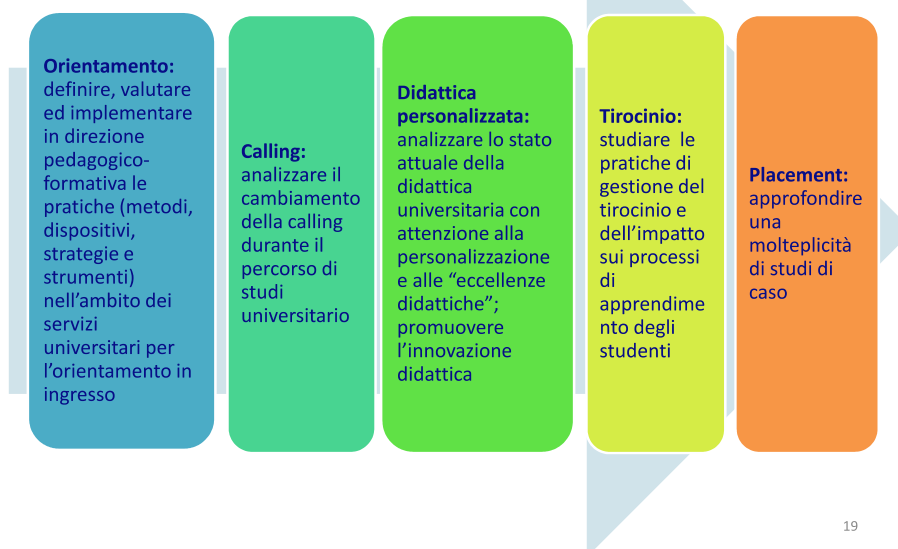 Orientamento:
definire, valutare
ed implementare
in direzione
pedagogico-
formativa le
pratiche (metodi,
dispositivi,
strategie e
strumenti)
nell’ambito dei
servizi
universitari per
l’orientamento in
ingresso
Calling:
analizzare il
cambiamento
della calling
durante il
percorso di
studi
universitario
Didattica
personalizzata:
analizzare lo stato
attuale della
didattica
universitaria con
attenzione alla
personalizzazione
e alle “eccellenze
didattiche”;
promuovere
l’innovazione
didattica
Tirocinio:
studiare  le
pratiche di
gestione del
tirocinio e
dell’impatto
sui processi
di
apprendime
nto degli
studenti
Placement:
approfondire
una
molteplicità
di studi di
caso
19